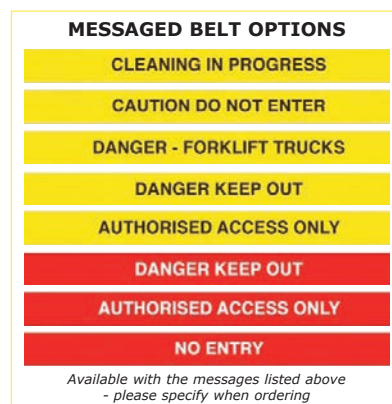 MESSAGED BELT OPTIONS
CLEANING IN PROGRESS
CAUTION DO NOT ENTER
DANGER - FORKLIFT TRUCKS
DANGER KEEP OUT
AUTHORISED ACCESS ONLY
DANGER KEEP OUT
AUTHORISED ACCESS ONLY
NO ENTRY
Available with the messages listed above
- please specify when ordering